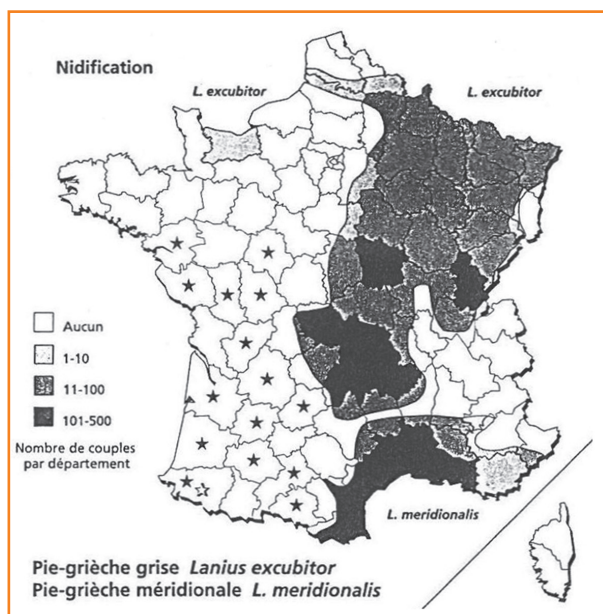 Nidification
L. excubitor
L. excubitor
Aucun
1-10
11-100
101-500
Nombre de couples
par département
L. meridionalis
Pie-grièche grise Lanius excubitor
Pie-grièche méridionale L. meridionalis